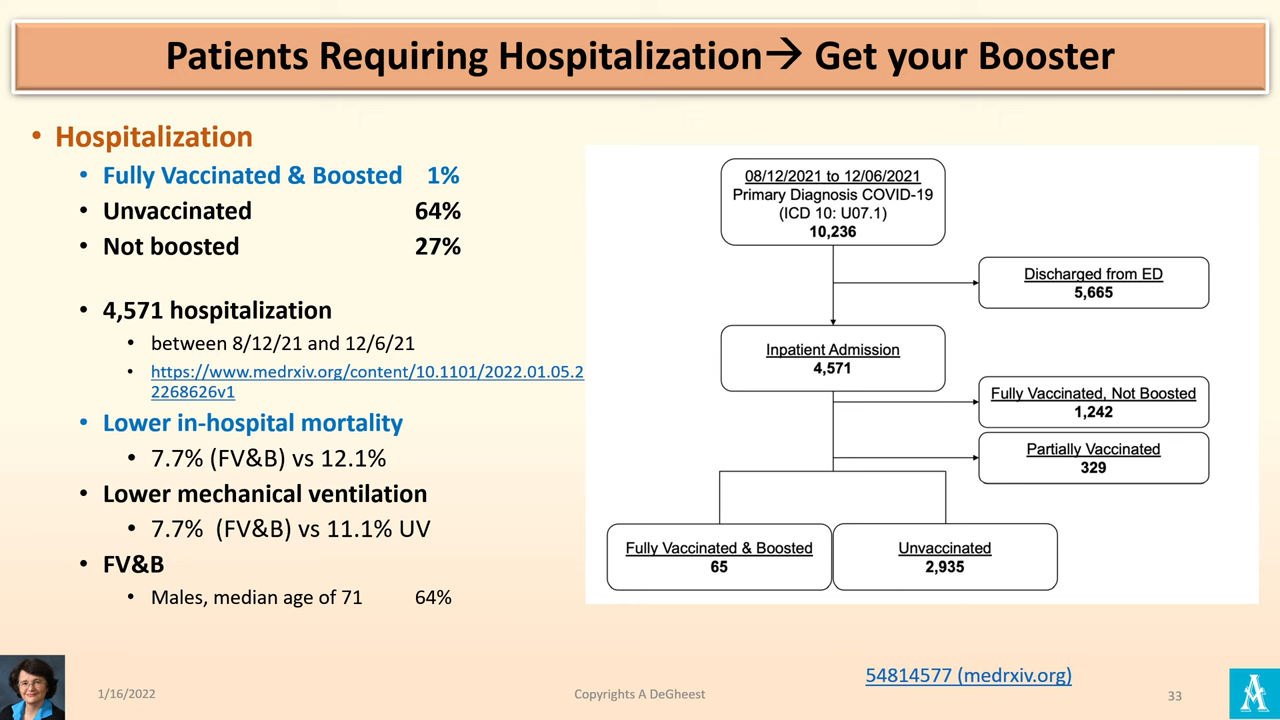 Patients Requiring Hospitalization→ Get your Booster
• Hospitalization
• Fully Vaccinated & Boosted 1%
• Unvaccinated 64%
• Not boosted 27%
• 4,571 hospitalization
• between 8/12/21 and 12/6/21
• https://www.medrxiv.org/content/10.1101/2022.01.05.2
2268626v1
• Lower in-hospital mortality
• 7.7% (FV&B) vs 12.1%
• Lower mechanical ventilation
• 7.7% (FV&B) vs 11.1% UV
• FV&B
• Males, median age of 71 64%
08/12/2021 to 12/06/2021
Primary Diagnosis COVID-19
(ICD 10: U07.1)
10,236
Discharged from ED
5,665
Inpatient Admission
4,571
Fully Vaccinated, Not Boosted
1,242
Partially Vaccinated
329
Fully Vaccinated & Boosted
65
Unvaccinated
2,935
54814577 (medrxiv.org)
1/16/2022
Copyrights A DeGheest
33